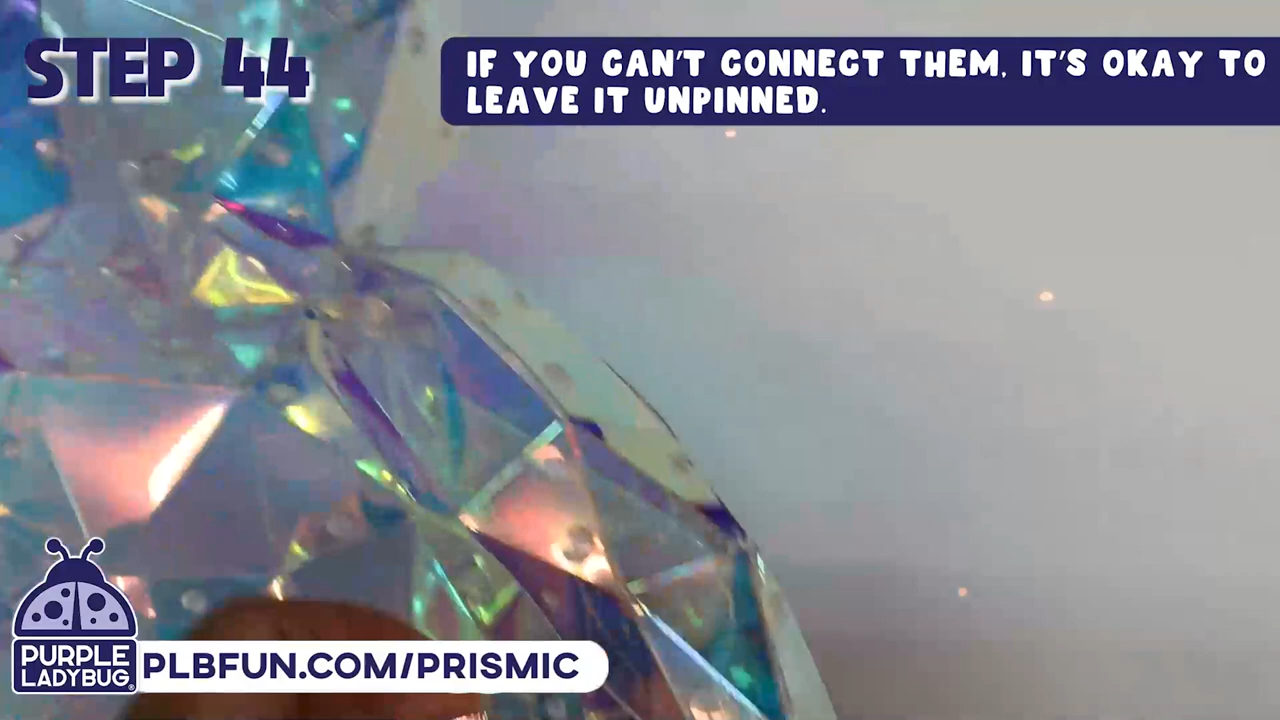 STEP 44
IF YOU CAN'T CONNECT THEM, IT'S OKAY TO
LEAVE IT UNPINNED.
PURPLE
LADYBUG®
PLBFUN.COM/PRISMIC